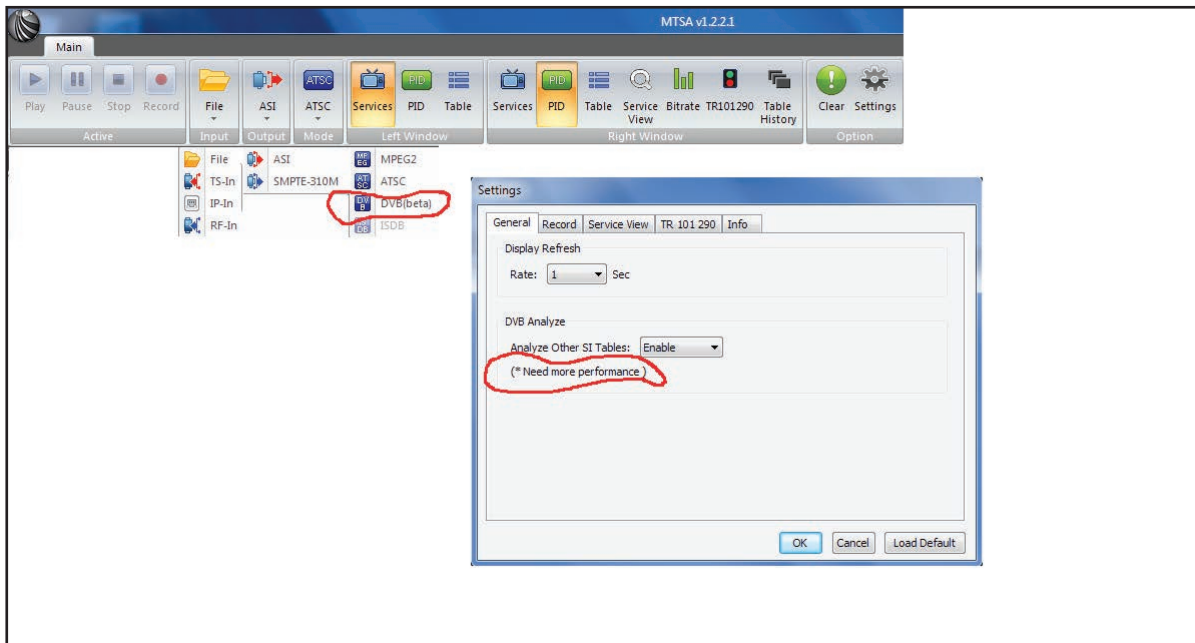 MTSA v1.2.2.1
Main
Play Pause Stop Record File ASI ATSC Services PID Table Services PID Table Service View Bitrate TR101290 Table History Clear Settings
ATSC PID PID
Active Input Output Mode Left Window Right Window Option
File ASI MPEG2
TS-In SMPTE-310M ATSC
IP-In DVB(beta)
RF-In ISDB
Settings
General Record Service View TR 101 290 Info
Display Refresh
Rate: 1 Sec
DVB Analyze
Analyze Other SI Tables: Enable
(* Need more performance )
OK Cancel Load Default